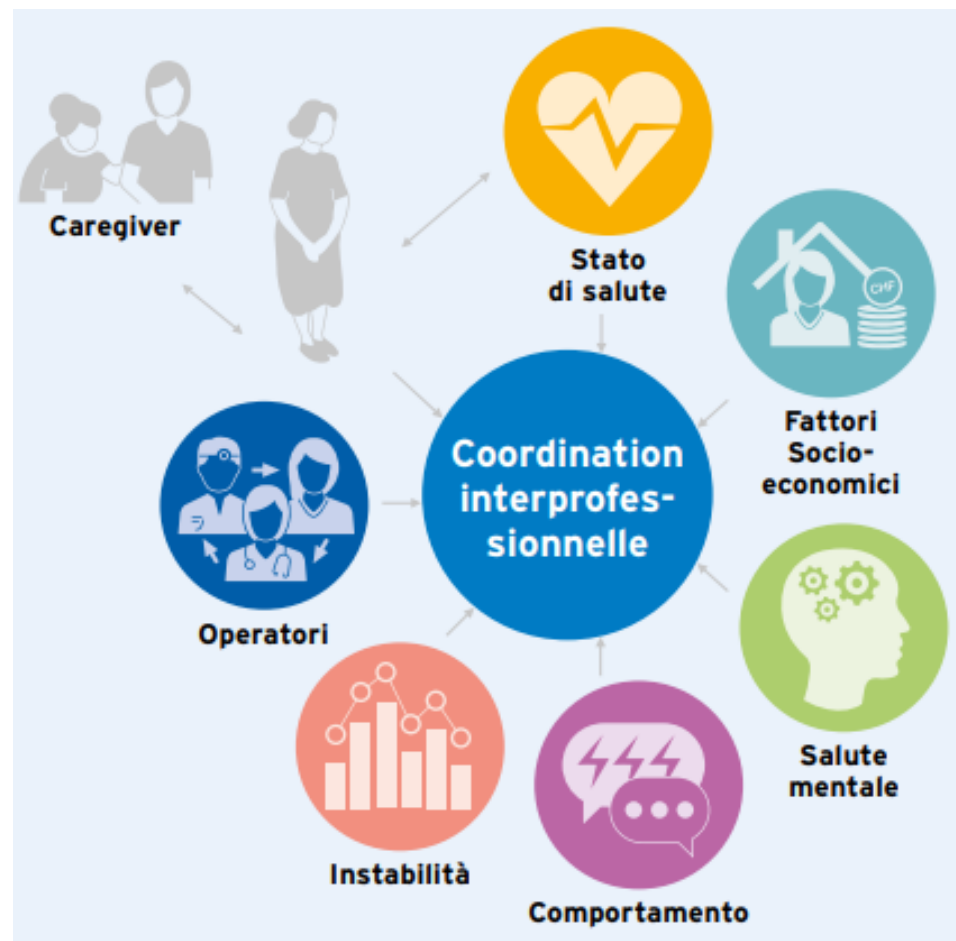 Caregiver
Stato
di salute
CHF
Fattori
Socio-
economici
Coordination
interprofes-
sionnelle
Operatori
Salute
mentale
Instabilità
Comportamento